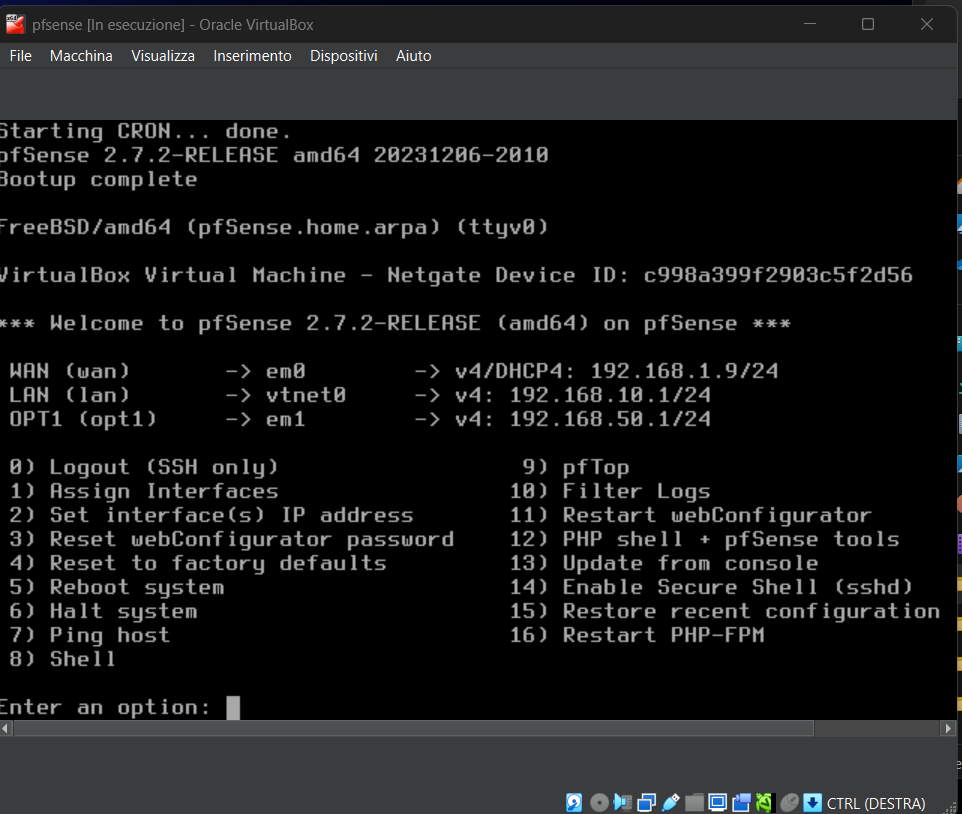 pfsense [In esecuzione] - Oracle VirtualBox
File Macchina Visualizza Inserimento Dispositivi Aiuto
Starting CRON... done.
pfSense 2.7.2-RELEASE amd64 20231206-2010
Bootup complete
FreeBSD/amd64 (pfSense.home.arpa) (ttyv0)
VirtualBox Virtual Machine - Netgate Device ID: c998a399f2903c5f2d56
*** Welcome to pfSense 2.7.2-RELEASE (amd64) on pfSense ***
WAN (wan) -> em0 -> v4/DHCP4: 192.168.1.9/24
LAN (lan) -> vtnet0 -> v4: 192.168.10.1/24
OPT1 (opt1) -> em1 -> v4: 192.168.50.1/24
0) Logout (SSH only) 9) pfTop
1) Assign Interfaces 10) Filter Logs
2) Set interface(s) IP address 11) Restart webConfigurator
3) Reset webConfigurator password 12) PHP shell + pfSense tools
4) Reset to factory defaults 13) Update from console
5) Reboot system 14) Enable Secure Shell (sshd)
6) Halt system 15) Restore recent configuration
7) Ping host 16) Restart PHP-FPM
8) Shell
Enter an option:
CTRL (DESTRA)